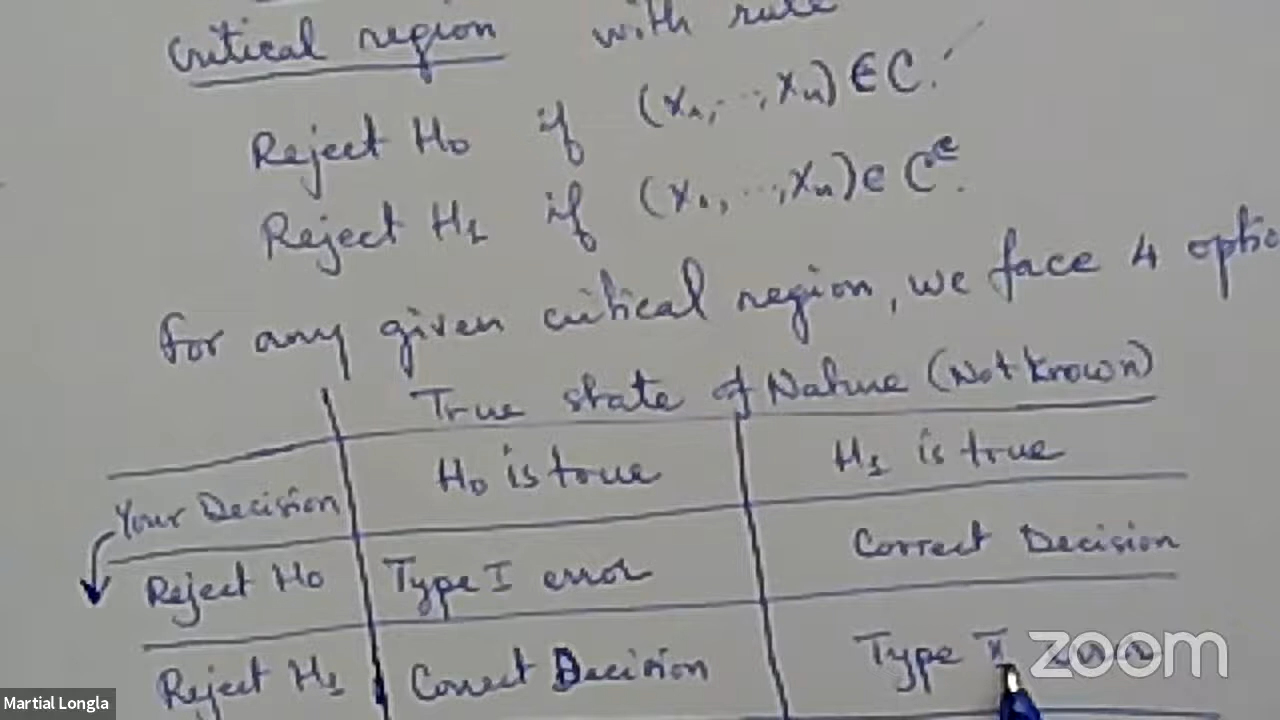 Critical region with rule
Reject H0 if (X1, ..., Xn) ∈ C.
Reject H1 if (X1, ..., Xn) ∈ C^c.
For any given critical region, we face 4 optio
True state of Nature (Not Known)
Your Decision H0 is true H1 is true
Reject H0 Type I error Correct Decision
Reject H1 Correct Decision Type II error
zoom
Martial Longla